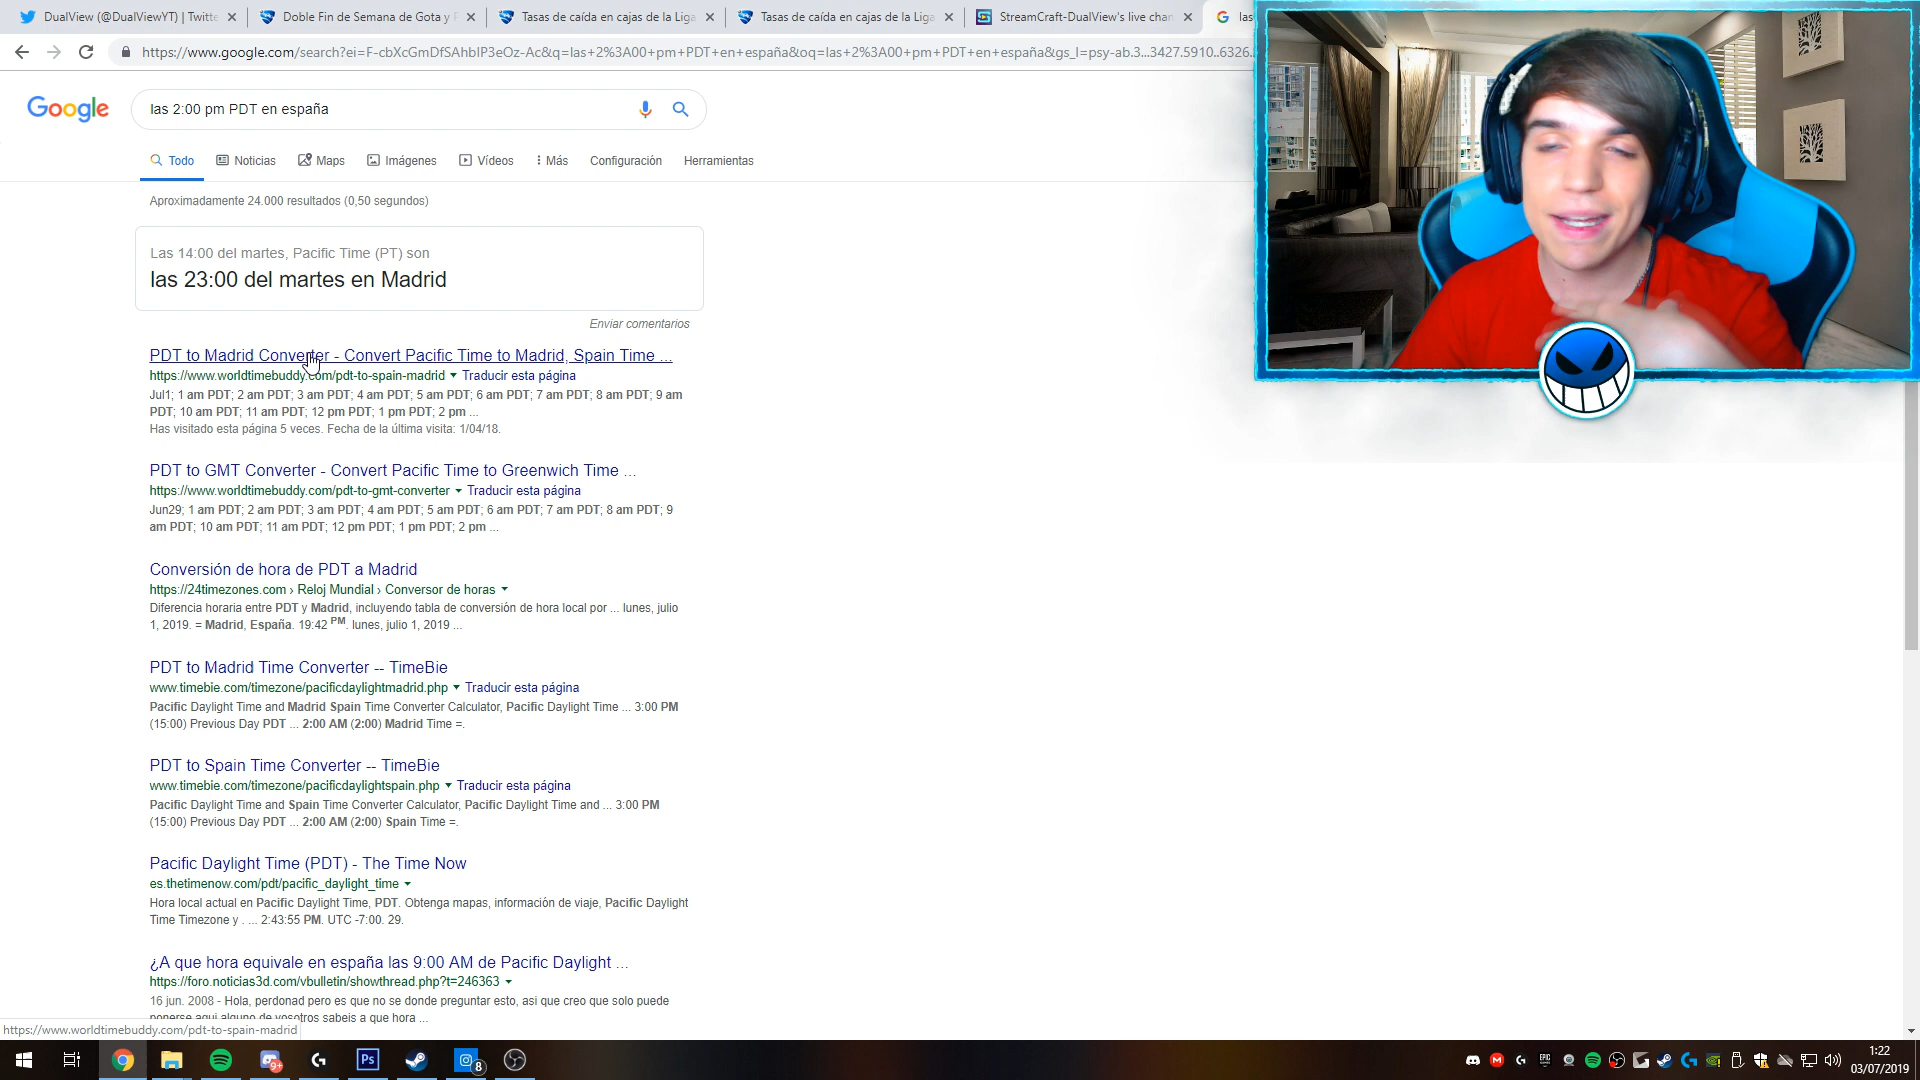 DualView (@DualViewYT) | Twitte
Doble Fin de Semana de Gota y
Tasas de caída en cajas de la Liga
Tasas de caída en cajas de la Liga
StreamCraft-DualView's live chan
las
https://www.google.com/search?ei=F-cbXcGmDfSAhbIP3eOz-Ac&q=las+2%3A00+pm+PDT+en+españa&oq=las+2%3A00+pm+PDT+en+españa&gs_l=psy-ab.3...3427.5910..6326.
Google
las 2:00 pm PDT en españa
Todo
Noticias
Maps
Imágenes
Vídeos
Más
Configuración
Herramientas
Aproximadamente 24.000 resultados (0,50 segundos)
Las 14:00 del martes, Pacific Time (PT) son
las 23:00 del martes en Madrid
Enviar comentarios
PDT to Madrid Converter - Convert Pacific Time to Madrid, Spain Time ...
https://www.worldtimebuddy.com/pdt-to-spain-madrid Traducir esta página
Jul1; 1 am PDT; 2 am PDT; 3 am PDT; 4 am PDT; 5 am PDT; 6 am PDT; 7 am PDT; 8 am PDT; 9 am
PDT; 10 am PDT; 11 am PDT; 12 pm PDT; 1 pm PDT; 2 pm ...
Has visitado esta página 5 veces. Fecha de la última visita: 1/04/18.
PDT to GMT Converter - Convert Pacific Time to Greenwich Time ...
https://www.worldtimebuddy.com/pdt-to-gmt-converter Traducir esta página
Jun29; 1 am PDT; 2 am PDT; 3 am PDT; 4 am PDT; 5 am PDT; 6 am PDT; 7 am PDT; 8 am PDT; 9
am PDT; 10 am PDT; 11 am PDT; 12 pm PDT; 1 pm PDT; 2 pm ...
Conversión de hora de PDT a Madrid
https://24timezones.com › Reloj Mundial › Conversor de horas
Diferencia horaria entre PDT y Madrid, incluyendo tabla de conversión de hora local por ... lunes, julio
1, 2019. = Madrid, España. 19:42 PM. lunes, julio 1, 2019 ...
PDT to Madrid Time Converter -- TimeBie
www.timebie.com/timezone/pacificdaylightmadrid.php Traducir esta página
Pacific Daylight Time and Madrid Spain Time Converter Calculator, Pacific Daylight Time ... 3:00 PM
(15:00) Previous Day PDT ... 2:00 AM (2:00) Madrid Time =.
PDT to Spain Time Converter -- TimeBie
www.timebie.com/timezone/pacificdaylightspain.php Traducir esta página
Pacific Daylight Time and Spain Time Converter Calculator, Pacific Daylight Time and ... 3:00 PM
(15:00) Previous Day PDT ... 2:00 AM (2:00) Spain Time =.
Pacific Daylight Time (PDT) - The Time Now
es.thetimenow.com/pdt/pacific_daylight_time
Hora local actual en Pacific Daylight Time, PDT. Obtenga mapas, información de viaje, Pacific Daylight
Time Timezone y . ... 2:43:55 PM. UTC -7:00. 29.
¿A que hora equivale en españa las 9:00 AM de Pacific Daylight ...
https://foro.noticias3d.com/vbulletin/showthread.php?t=246363
16 jun. 2008 - Hola, perdonad pero es que no se donde preguntar esto, asi que creo que solo puede
ponerse aqui alguno de vosotros sabeis a que hora ...
https://www.worldtimebuddy.com/pdt-to-spain-madrid
9+
Ps
8
1:22
03/07/2019